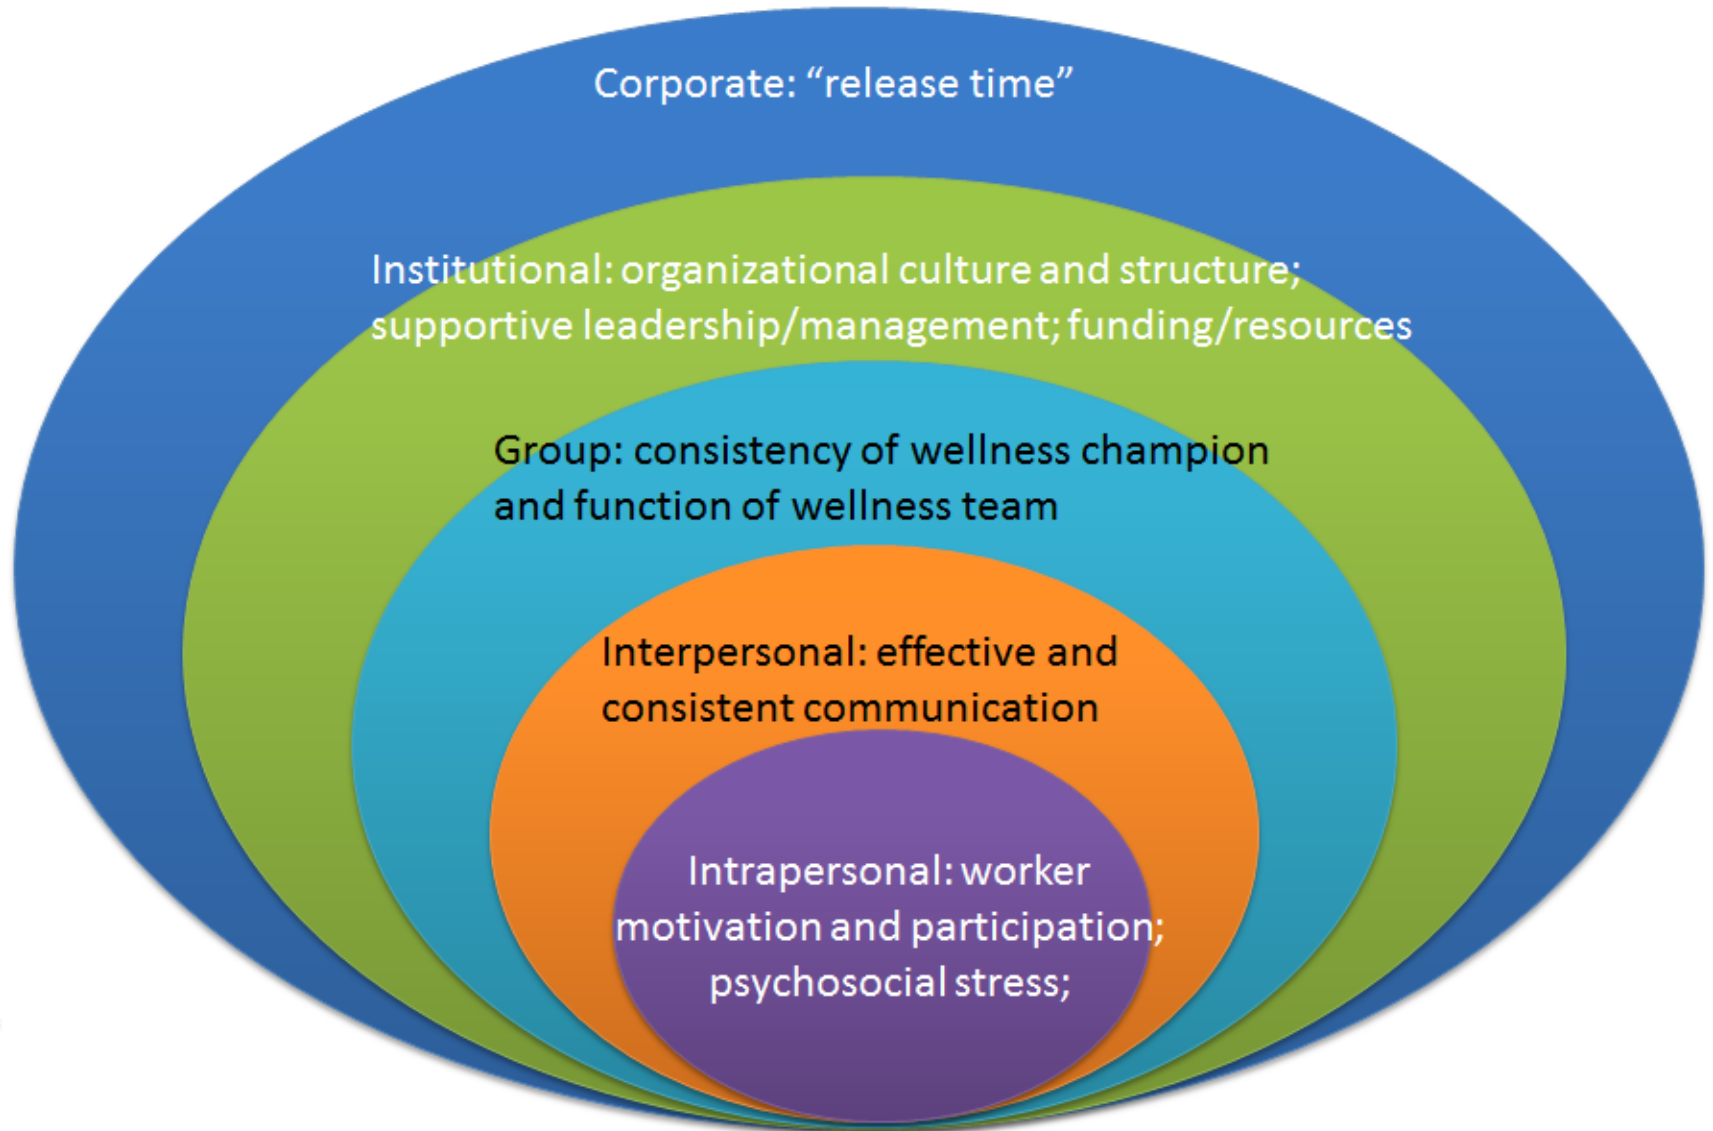 Corporate: “release time”
Institutional: organizational culture and structure;
supportive leadership/management; funding/resources
Group: consistency of wellness champion
and function of wellness team
Interpersonal: effective and
consistent communication
Intrapersonal: worker
motivation and participation;
psychosocial stress;